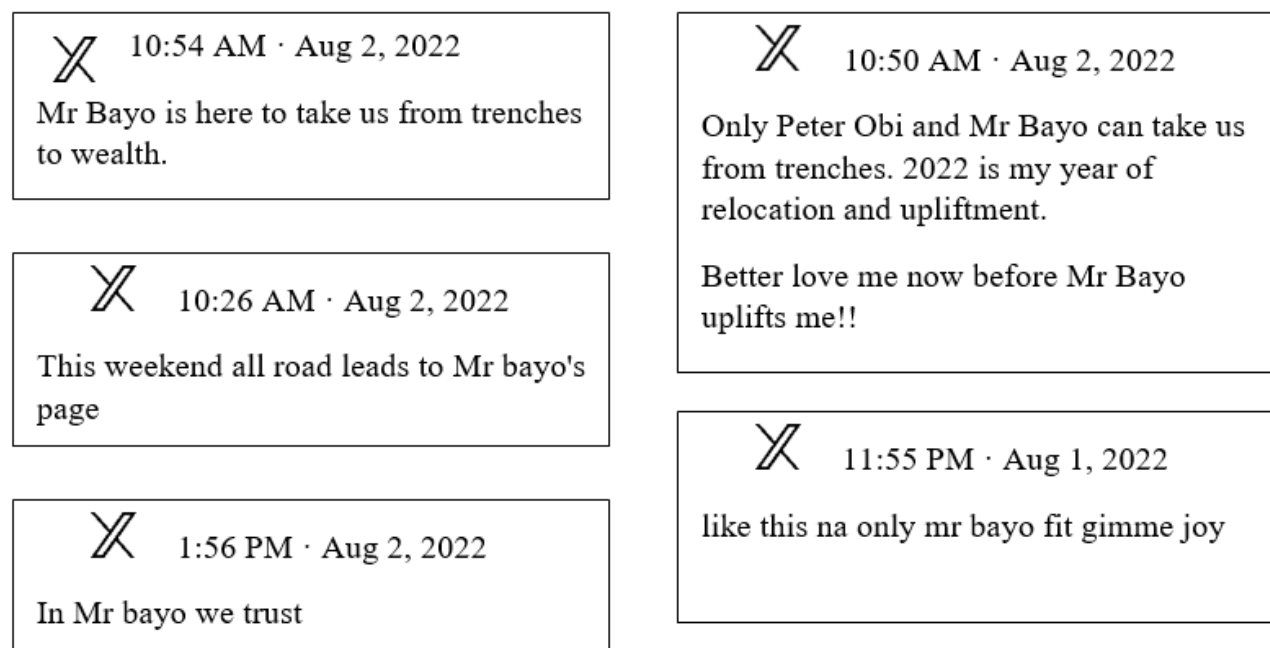 10:54 AM · Aug 2, 2022
Mr Bayo is here to take us from trenches
to wealth.
10:26 AM · Aug 2, 2022
This weekend all road leads to Mr bayo's
page
1:56 PM · Aug 2, 2022
In Mr bayo we trust
10:50 AM · Aug 2, 2022
Only Peter Obi and Mr Bayo can take us
from trenches. 2022 is my year of
relocation and upliftment.
Better love me now before Mr Bayo
uplifts me!!
11:55 PM · Aug 1, 2022
like this na only mr bayo fit gimme joy